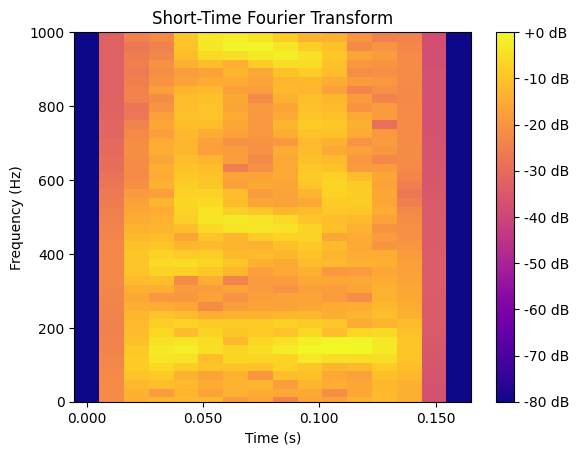 Short-Time Fourier Transform
Frequency (Hz)
1000
800
600
400
200
0
0.000 0.050 0.100 0.150
Time (s)
+0 dB
-10 dB
-20 dB
-30 dB
-40 dB
-50 dB
-60 dB
-70 dB
-80 dB